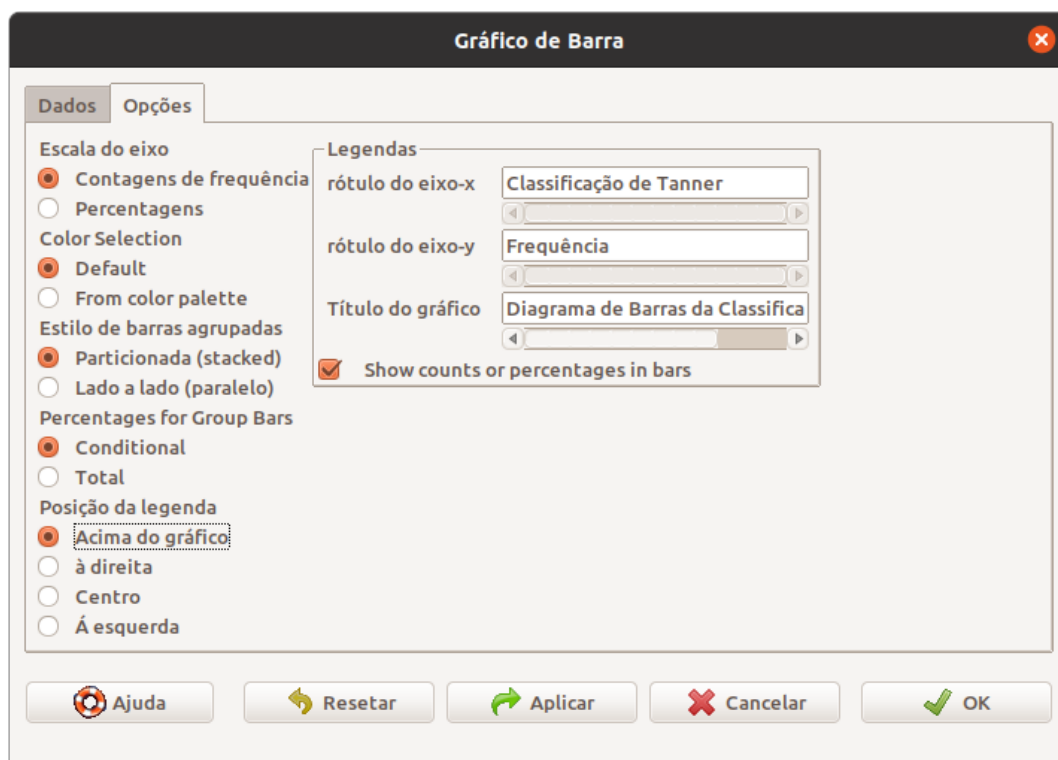 Gráfico de Barra
Dados Opções
Escala do eixo
Contagens de frequência
Percentagens
Color Selection
Default
From color palette
Estilo de barras agrupadas
Particionada (stacked)
Lado a lado (paralelo)
Percentages for Group Bars
Conditional
Total
Posição da legenda
Acima do gráfico
à direita
Centro
Á esquerda
Legendas
rótulo do eixo-x Classificação de Tanner
rótulo do eixo-y Frequência
Título do gráfico Diagrama de Barras da Classifica
Show counts or percentages in bars
Ajuda Resetar Aplicar Cancelar OK